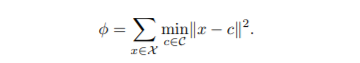 ϕ = ∑_{x∈𝒳} min_{c∈𝒞} ‖x − c‖².